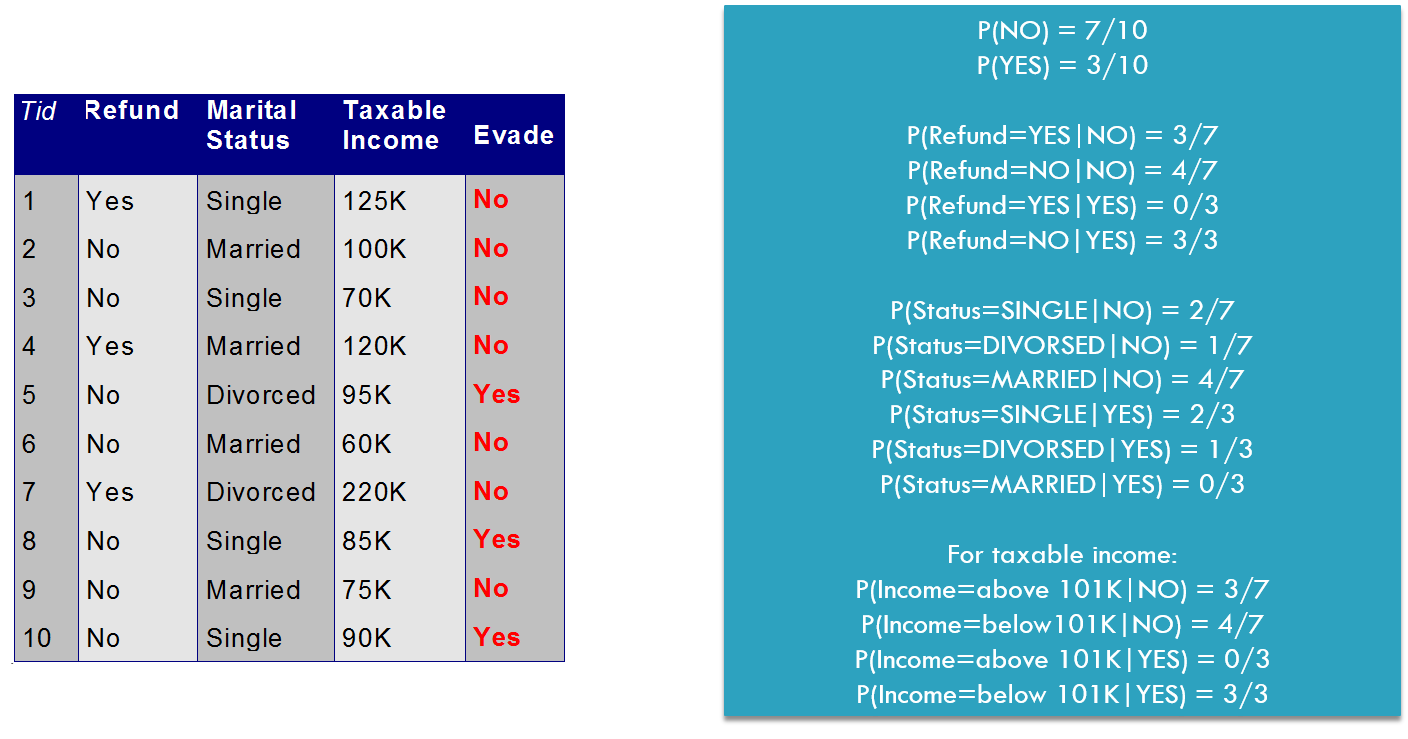 Tid Refund Marital Status Taxable Income Evade
1 Yes Single 125K No
2 No Married 100K No
3 No Single 70K No
4 Yes Married 120K No
5 No Divorced 95K Yes
6 No Married 60K No
7 Yes Divorced 220K No
8 No Single 85K Yes
9 No Married 75K No
10 No Single 90K Yes
P(NO) = 7/10
P(YES) = 3/10
P(Refund=YES|NO) = 3/7
P(Refund=NO|NO) = 4/7
P(Refund=YES|YES) = 0/3
P(Refund=NO|YES) = 3/3
P(Status=SINGLE|NO) = 2/7
P(Status=DIVORSED|NO) = 1/7
P(Status=MARRIED|NO) = 4/7
P(Status=SINGLE|YES) = 2/3
P(Status=DIVORSED|YES) = 1/3
P(Status=MARRIED|YES) = 0/3
For taxable income:
P(Income=above 101K|NO) = 3/7
P(Income=below101K|NO) = 4/7
P(Income=above 101K|YES) = 0/3
P(Income=below 101K|YES) = 3/3